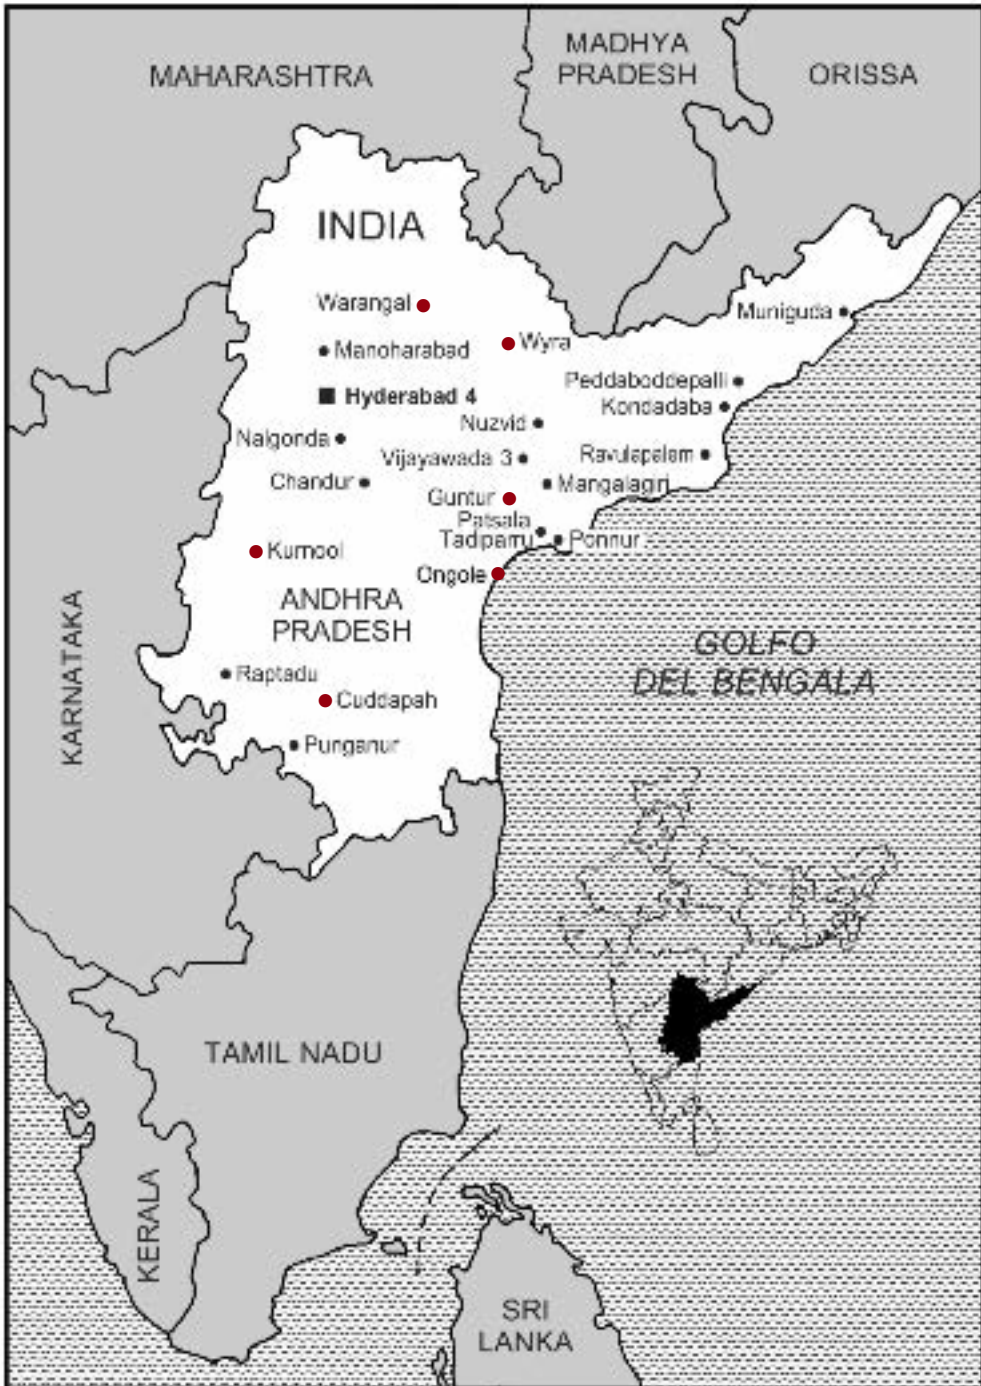 MAHARASHTRA
MADHYA
PRADESH
ORISSA
INDIA
Warangal
Muniguda
Wyra
Manoharabad
Peddaboddepalli
Hyderabad 4
Kondadaba
Nuzvid
Nalgonda
Vijayawada 3
Ravulapalem
Chandur
Mangalagiri
Guntur
Patsala
Tadiparru
Ponnur
Kurnool
Ongole
ANDHRA
PRADESH
KARNATAKA
GOLFO
DEL BENGALA
Raptadu
Cuddapah
Punganur
TAMIL NADU
KERALA
SRI
LANKA